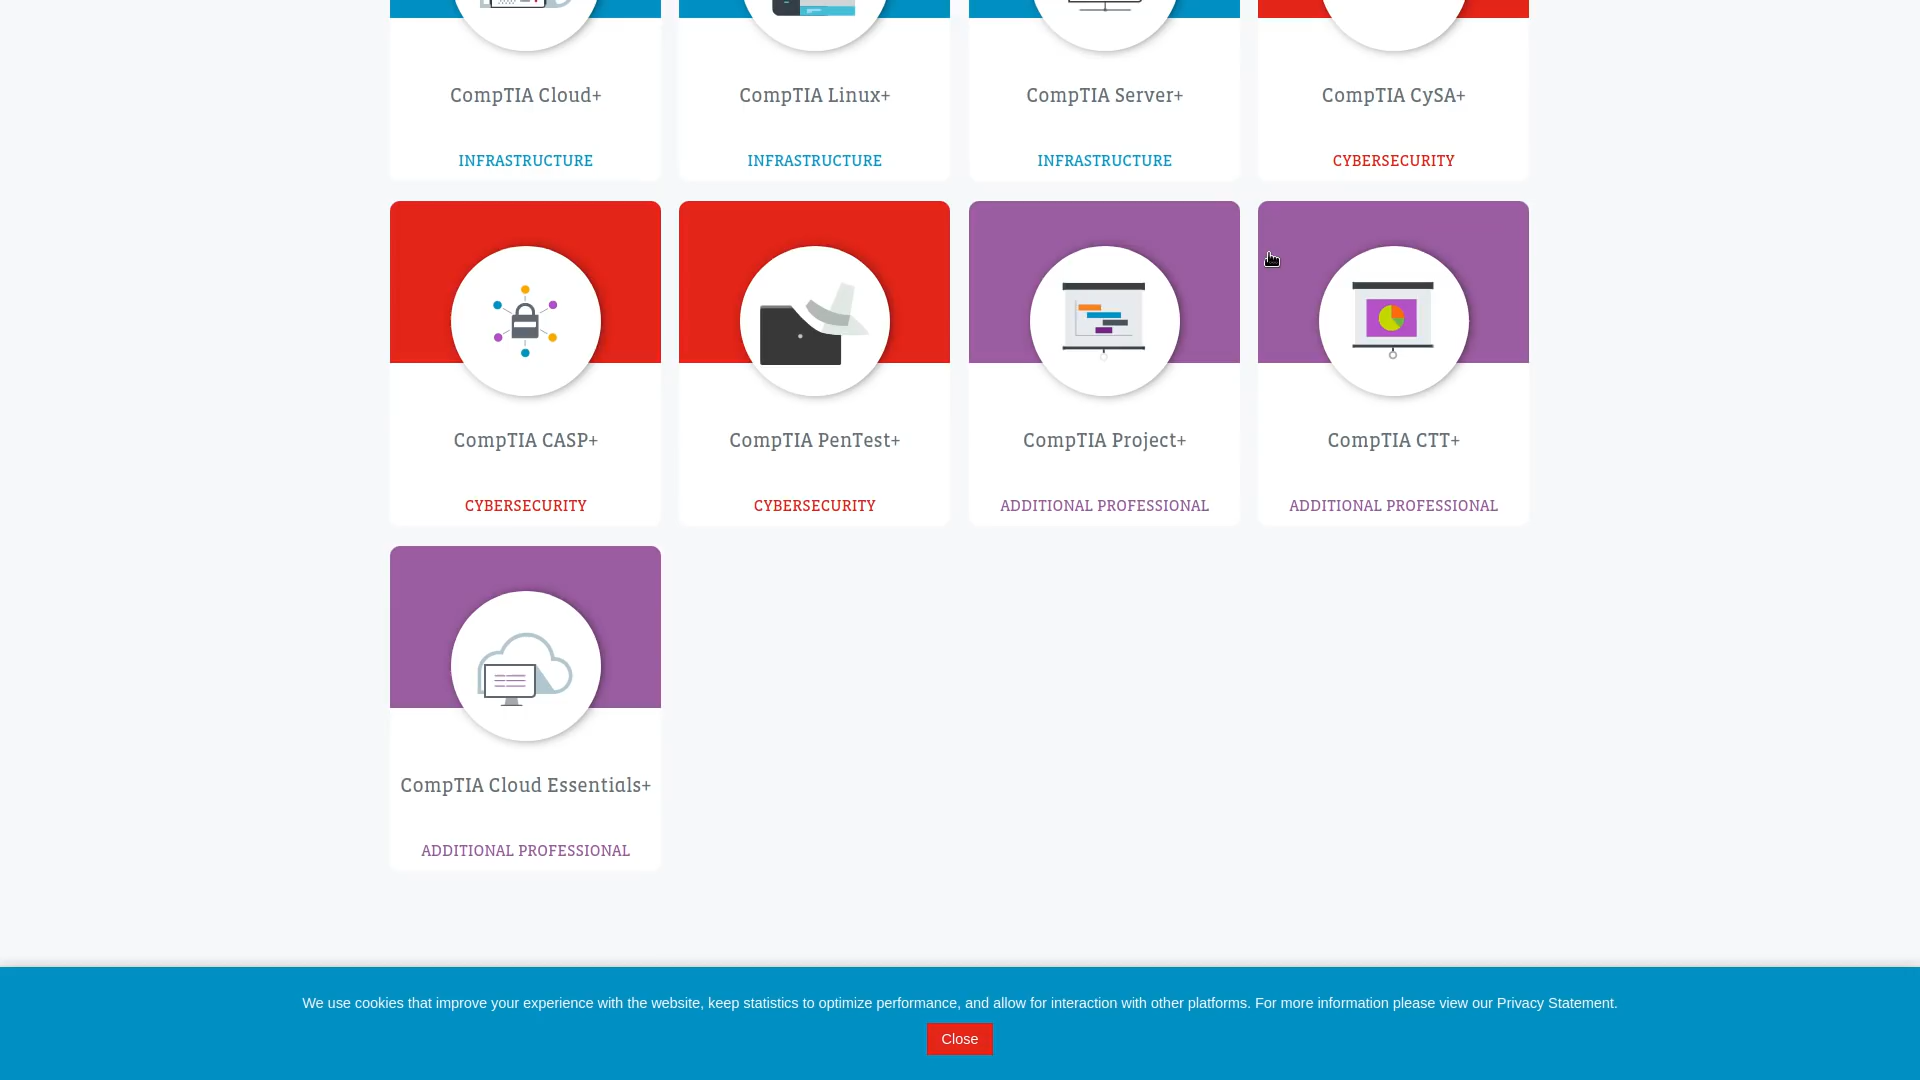 CompTIA Cloud+
CompTIA Linux+
CompTIA Server+
CompTIA CySA+
INFRASTRUCTURE
INFRASTRUCTURE
INFRASTRUCTURE
CYBERSECURITY
CompTIA CASP+
CompTIA PenTest+
CompTIA Project+
CompTIA CTT+
CYBERSECURITY
CYBERSECURITY
ADDITIONAL PROFESSIONAL
ADDITIONAL PROFESSIONAL
CompTIA Cloud Essentials+
ADDITIONAL PROFESSIONAL
We use cookies that improve your experience with the website, keep statistics to optimize performance, and allow for interaction with other platforms. For more information please view our Privacy Statement.
Close